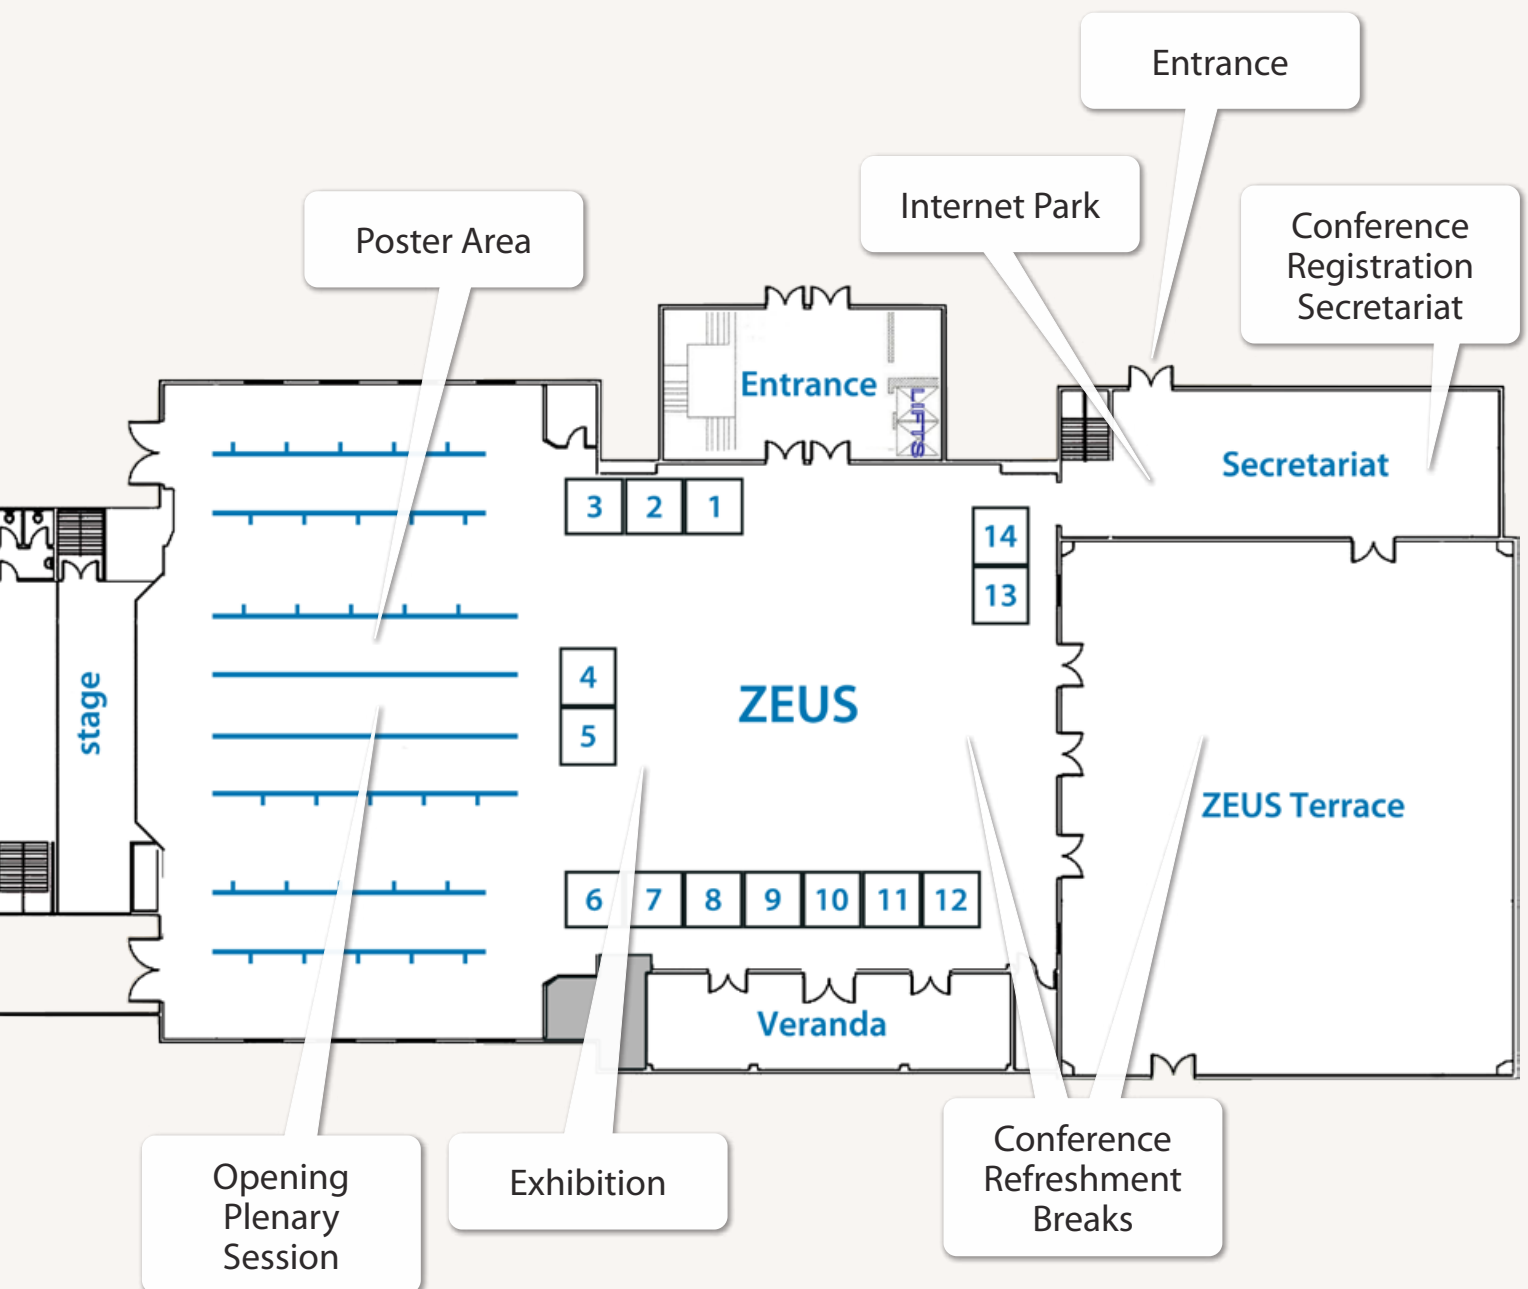 Entrance
Internet Park
Conference
Registration
Secretariat
Poster Area
Entrance
LIFTS
Secretariat
3 2 1
14
13
4
5
stage
ZEUS
ZEUS Terrace
6 7 8 9 10 11 12
Veranda
Opening
Plenary
Session
Exhibition
Conference
Refreshment
Breaks